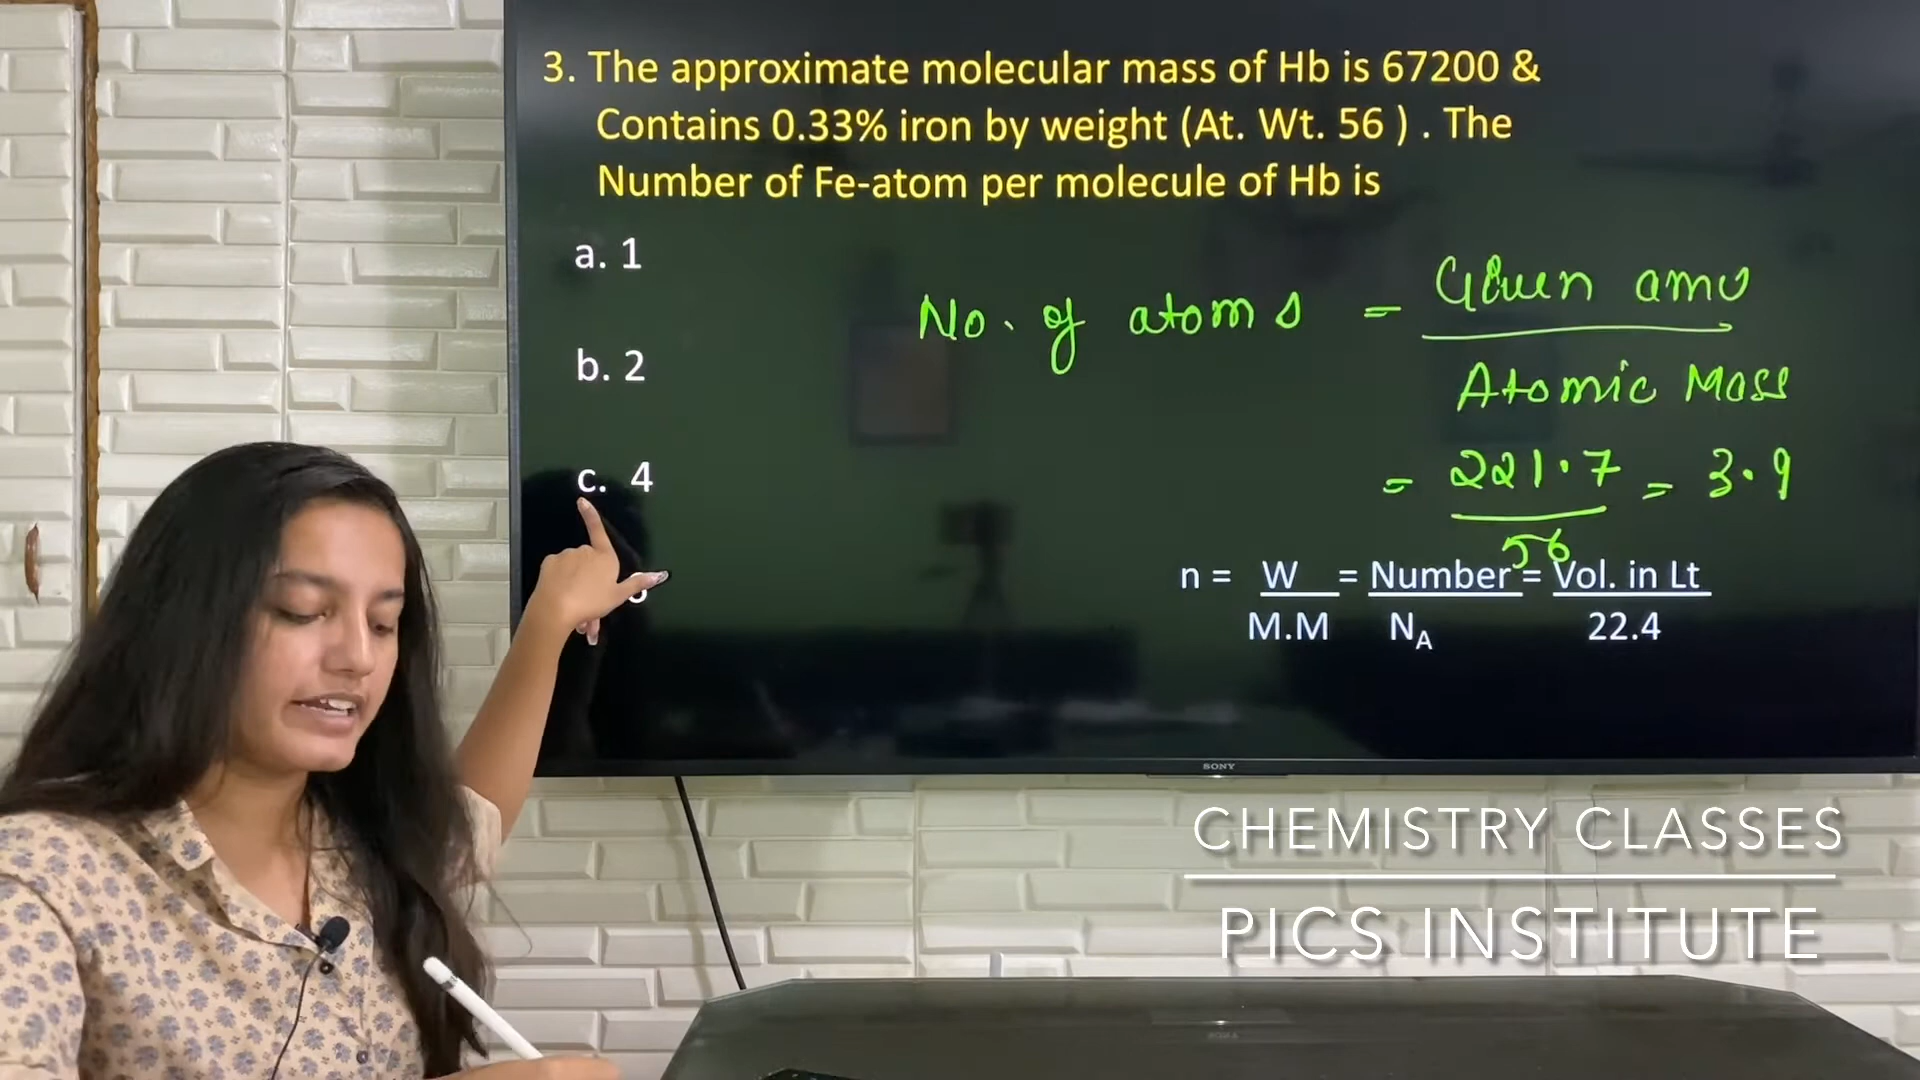 3. The approximate molecular mass of Hb is 67200 &
Contains 0.33% iron by weight (At. Wt. 56 ) . The
Number of Fe-atom per molecule of Hb is
a. 1
b. 2
c. 4
No. of atoms = Given amu
Atomic Mass
= 221.7 = 3.9
56
n = W = Number = Vol. in Lt
M.M NA 22.4
SONY
CHEMISTRY CLASSES
PICS INSTITUTE